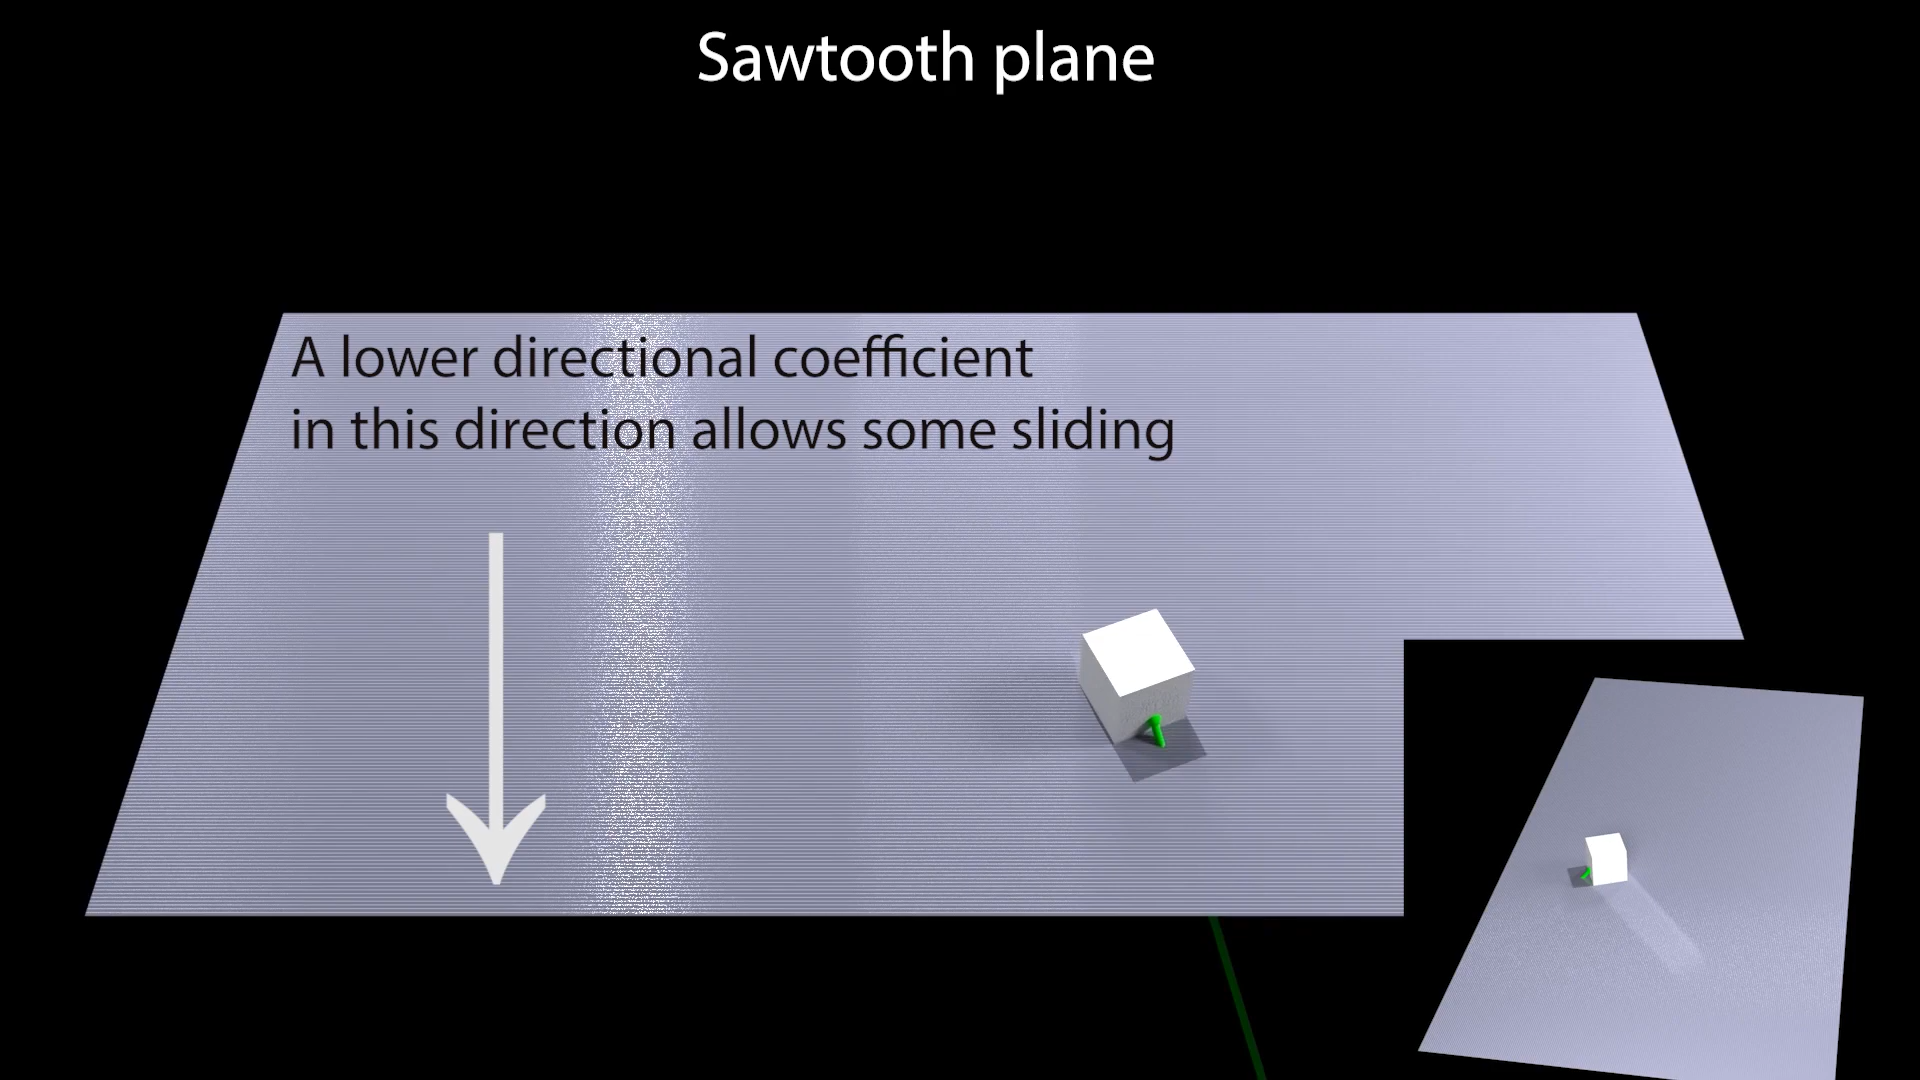 Sawtooth plane
A lower directional coefficient
in this direction allows some sliding